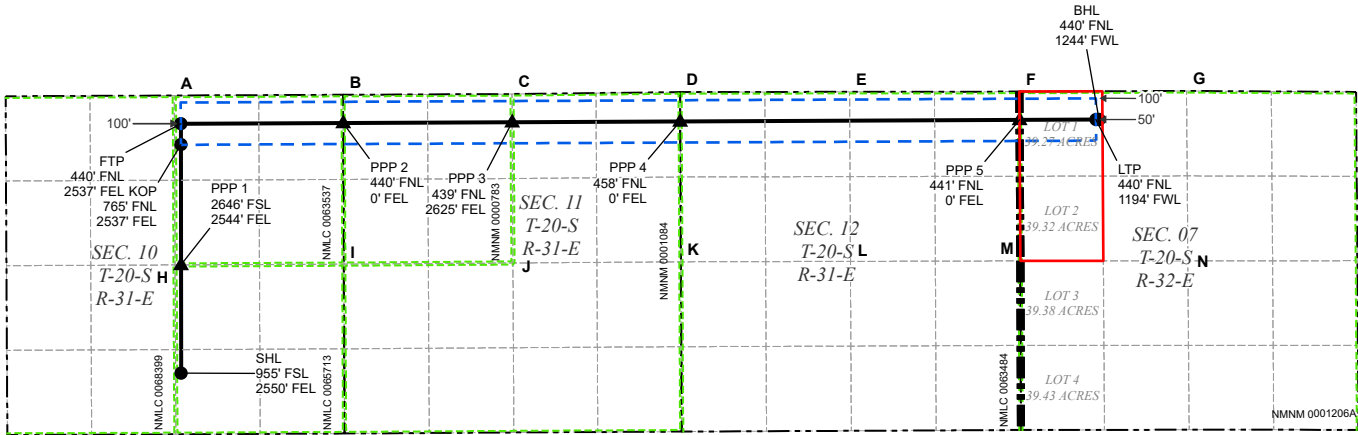 BHL
440' FNL
1244' FWL
A
B
C
D
E
F
G
100'
100'
50'
LOT 1
39.27 ACRES
FTP
440' FNL
2537' FEL KOP
765' FNL
2537' FEL
PPP 1
2646' FSL
2544' FEL
PPP 2
440' FNL
0' FEL
PPP 3
439' FNL
2625' FEL
PPP 4
458' FNL
0' FEL
PPP 5
441' FNL
0' FEL
LTP
440' FNL
1194' FWL
NMLC 0063537
NMNM 0000783
SEC. 11
T-20-S
R-31-E
LOT 2
39.32 ACRES
SEC. 10
T-20-S
R-31-E
SEC. 12
T-20-S
R-31-E
SEC. 07
T-20-S
R-32-E
NMNM 0001084
H
I
J
K
L
M
N
LOT 3
39.38 ACRES
SHL
955' FSL
2550' FEL
NMLC 0068399
NMLC 0065713
NMLC 0063484
LOT 4
39.43 ACRES
NMNM 0001206A